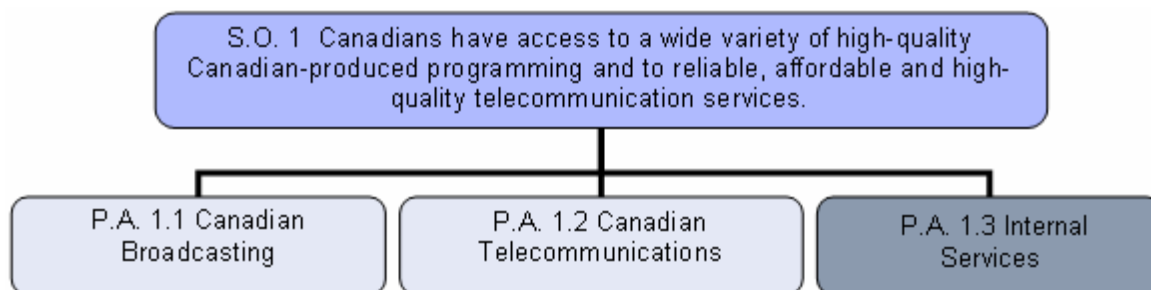 S.O. 1 Canadians have access to a wide variety of high-quality
Canadian-produced programming and to reliable, affordable and high-
quality telecommunication services.
P.A. 1.1 Canadian
Broadcasting
P.A. 1.2 Canadian
Telecommunications
P.A. 1.3 Internal
Services